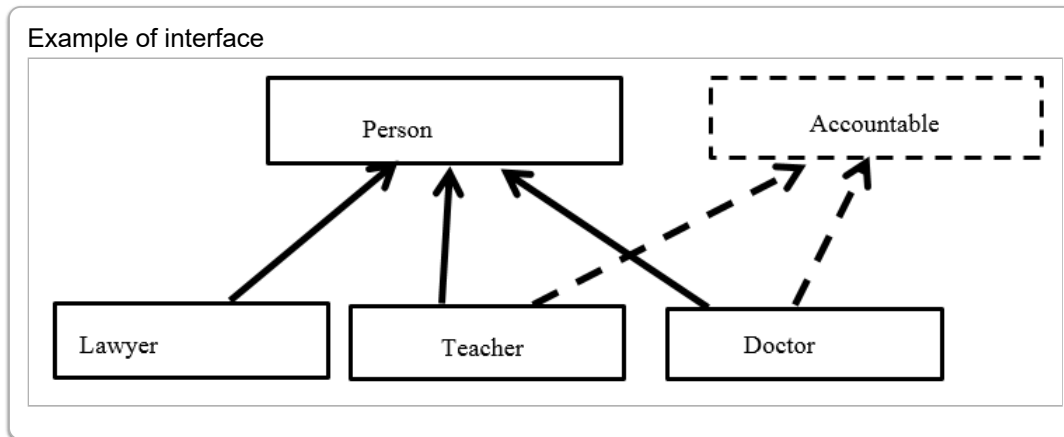 Example of interface
Person
Accountable
Lawyer
Teacher
Doctor